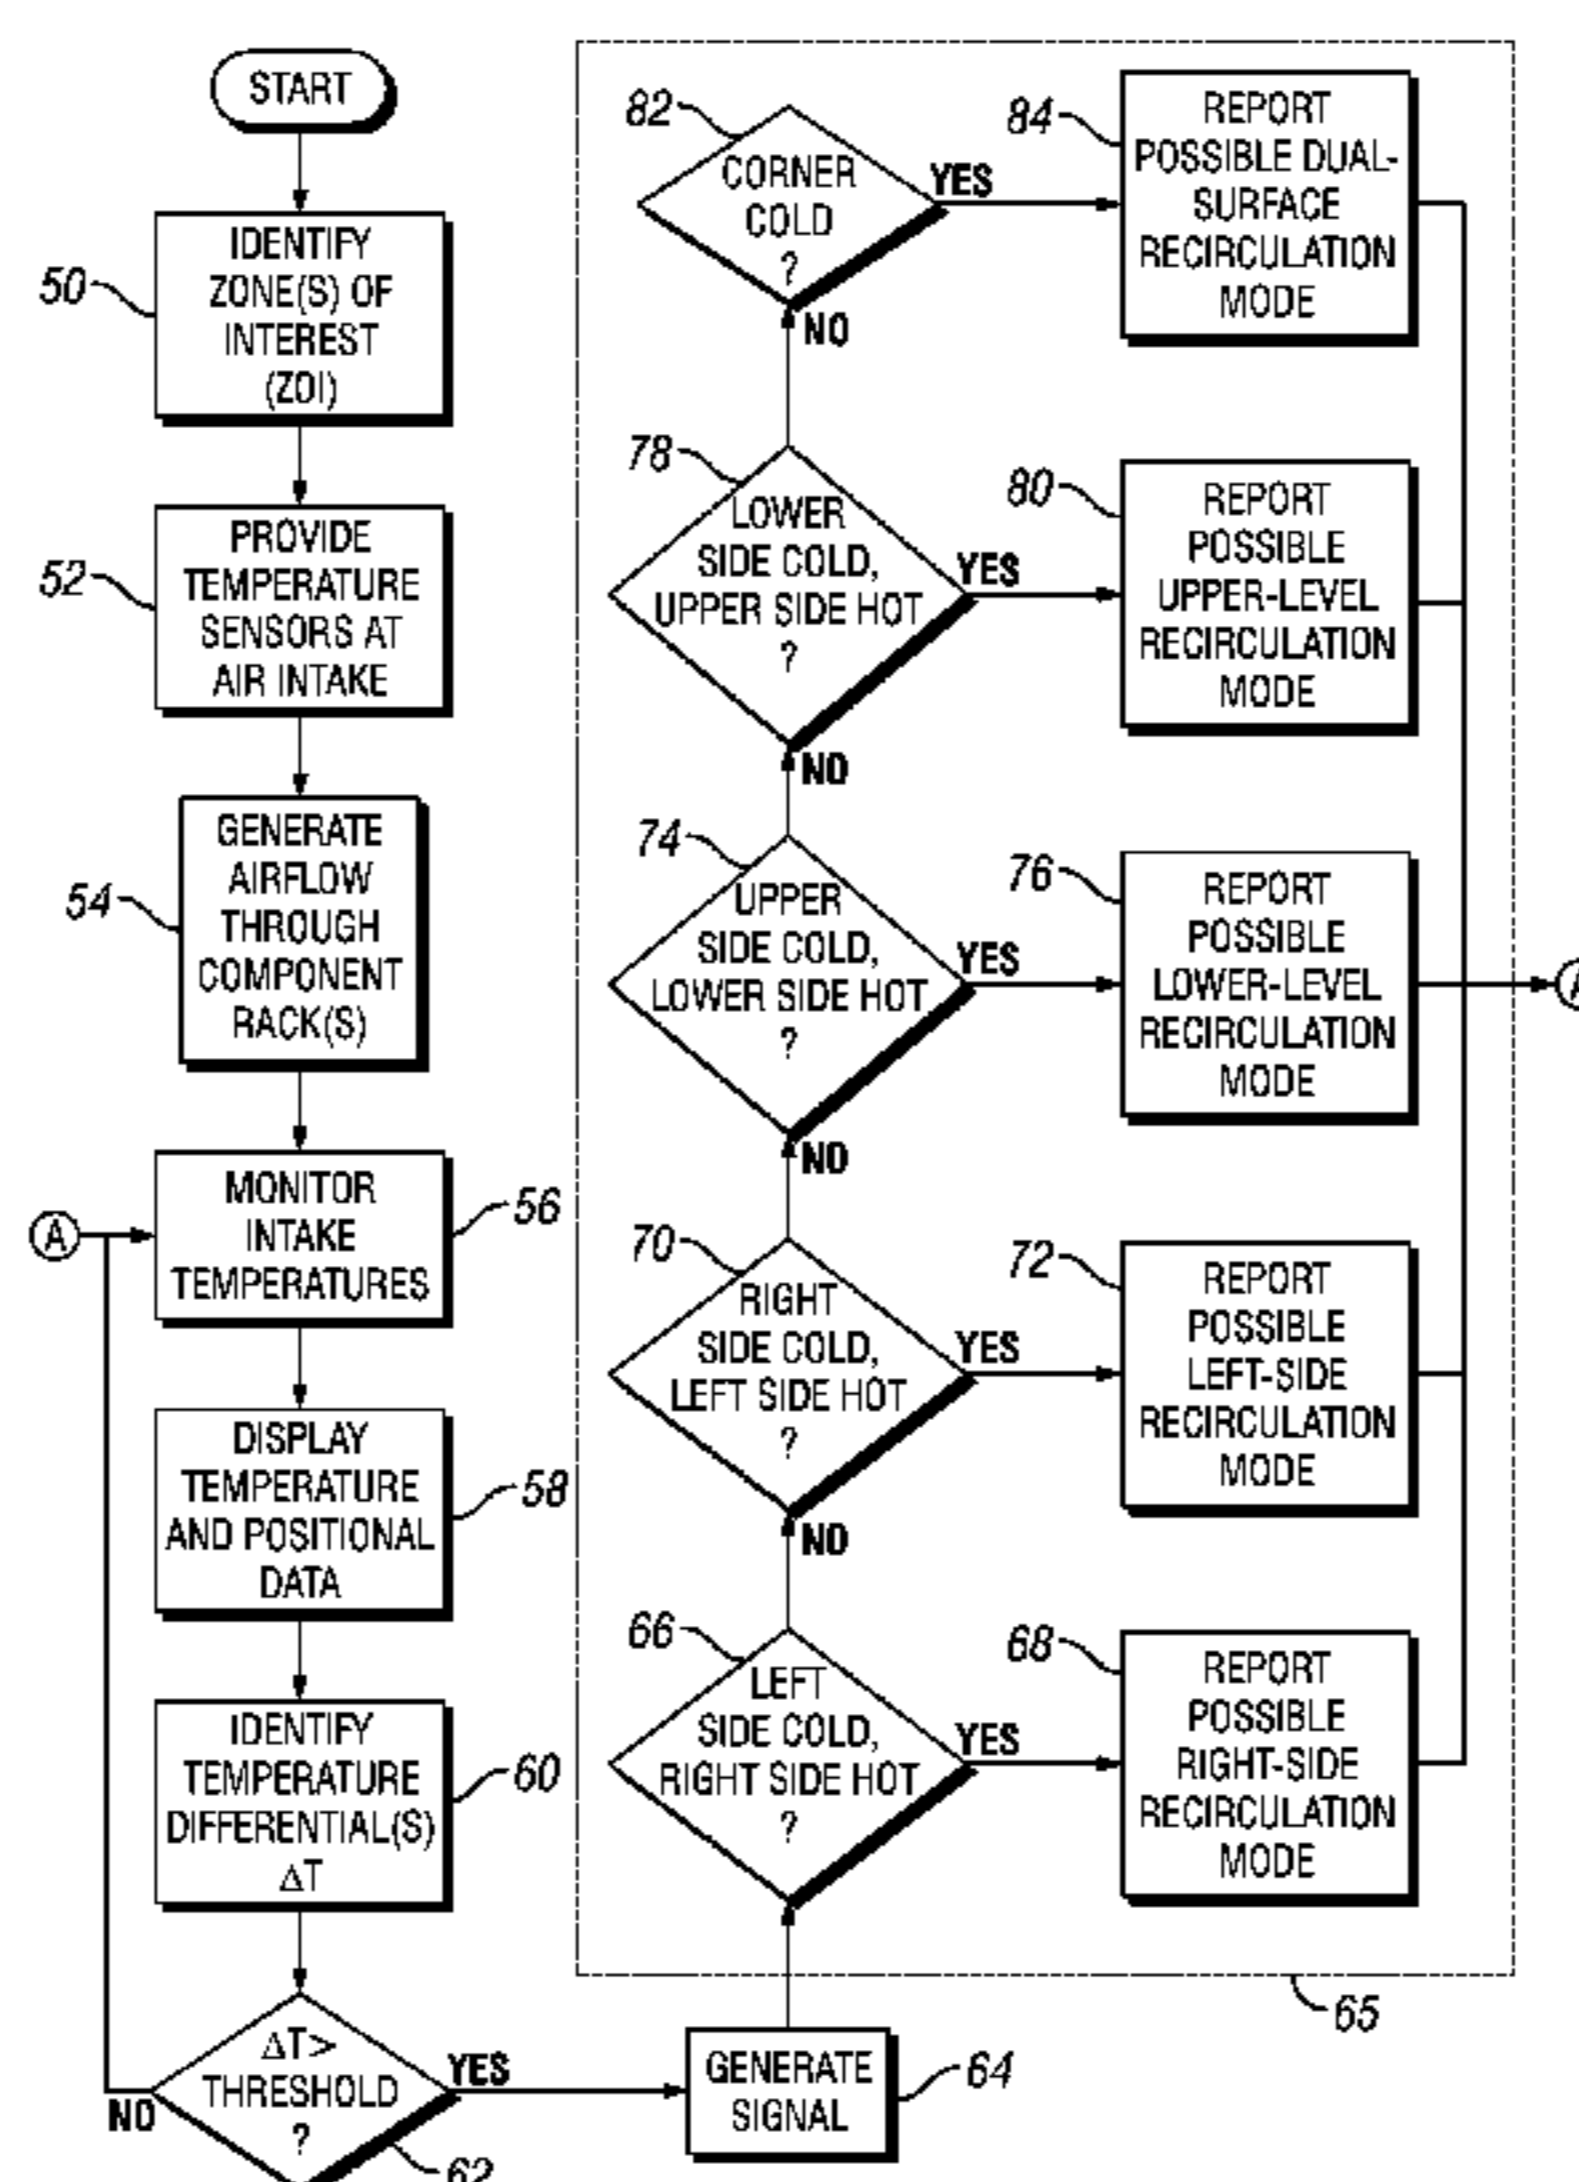 START
50
IDENTIFY
ZONE(S) OF
INTEREST
(ZOI)
52
PROVIDE
TEMPERATURE
SENSORS AT
AIR INTAKE
54
GENERATE
AIRFLOW
THROUGH
COMPONENT
RACK(S)
A
MONITOR
INTAKE
TEMPERATURES
56
DISPLAY
TEMPERATURE
AND POSITIONAL
DATA
58
IDENTIFY
TEMPERATURE
DIFFERENTIAL(S)
ΔT
60
ΔT>
THRESHOLD
?
NO
YES
62
GENERATE
SIGNAL
64
65
66
LEFT
SIDE COLD,
RIGHT SIDE HOT
?
YES
68
REPORT
POSSIBLE
RIGHT-SIDE
RECIRCULATION
MODE
NO
70
RIGHT
SIDE COLD,
LEFT SIDE HOT
?
YES
72
REPORT
POSSIBLE
LEFT-SIDE
RECIRCULATION
MODE
NO
74
UPPER
SIDE COLD,
LOWER SIDE HOT
?
YES
76
REPORT
POSSIBLE
LOWER-LEVEL
RECIRCULATION
MODE
NO
78
LOWER
SIDE COLD,
UPPER SIDE HOT
?
YES
80
REPORT
POSSIBLE
UPPER-LEVEL
RECIRCULATION
MODE
NO
82
CORNER
COLD
?
YES
84
REPORT
POSSIBLE DUAL-
SURFACE
RECIRCULATION
MODE